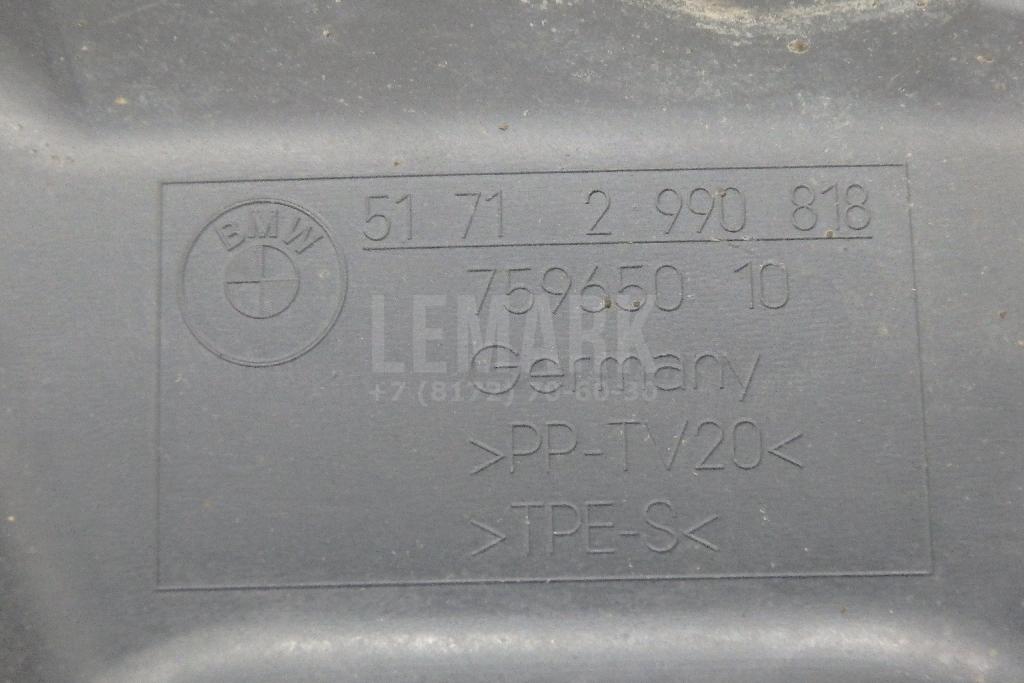 BMW
51 71 2 990 818
759650 10
LEMARK
Germany
>PP-TV20<
>TPE-S<